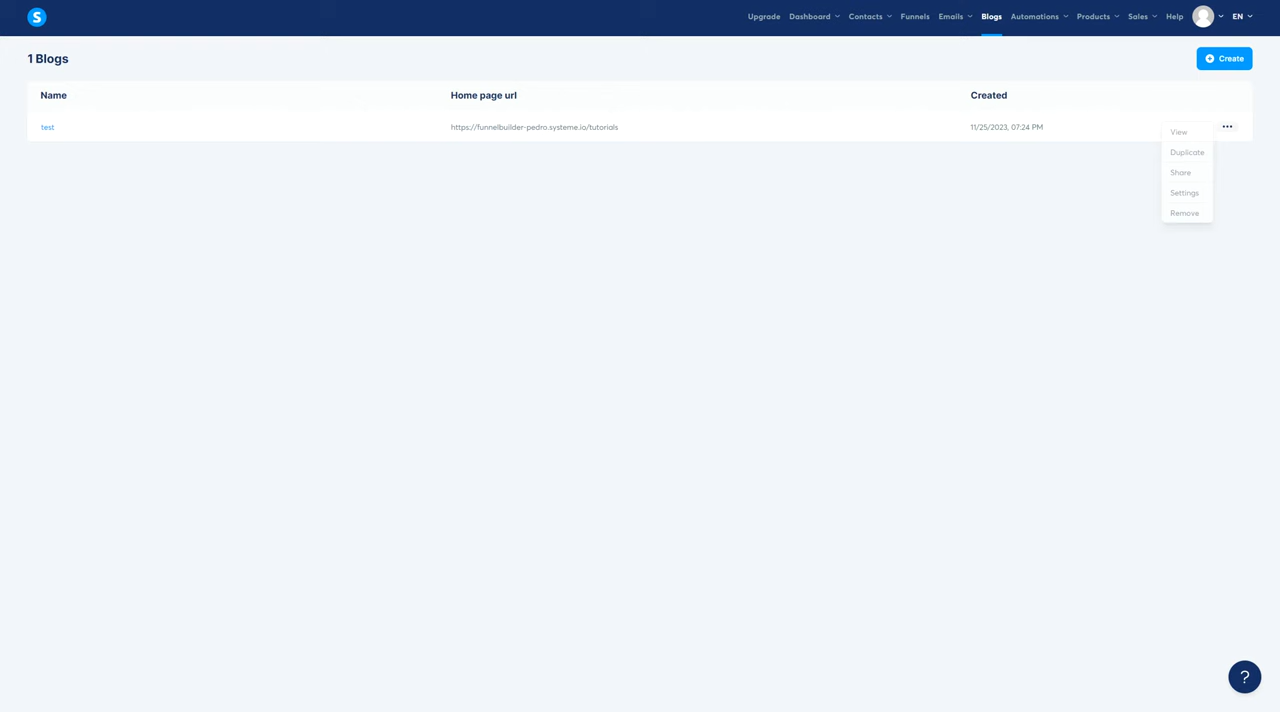 S Upgrade Dashboard Contacts Funnels Emails Blogs Automations Products Sales Help EN
1 Blogs
Create
Name Home page url Created
test https://funnelbuilder-pedro.systeme.io/tutorials 11/25/2023, 07:24 PM
View
Duplicate
Share
Settings
Remove
?